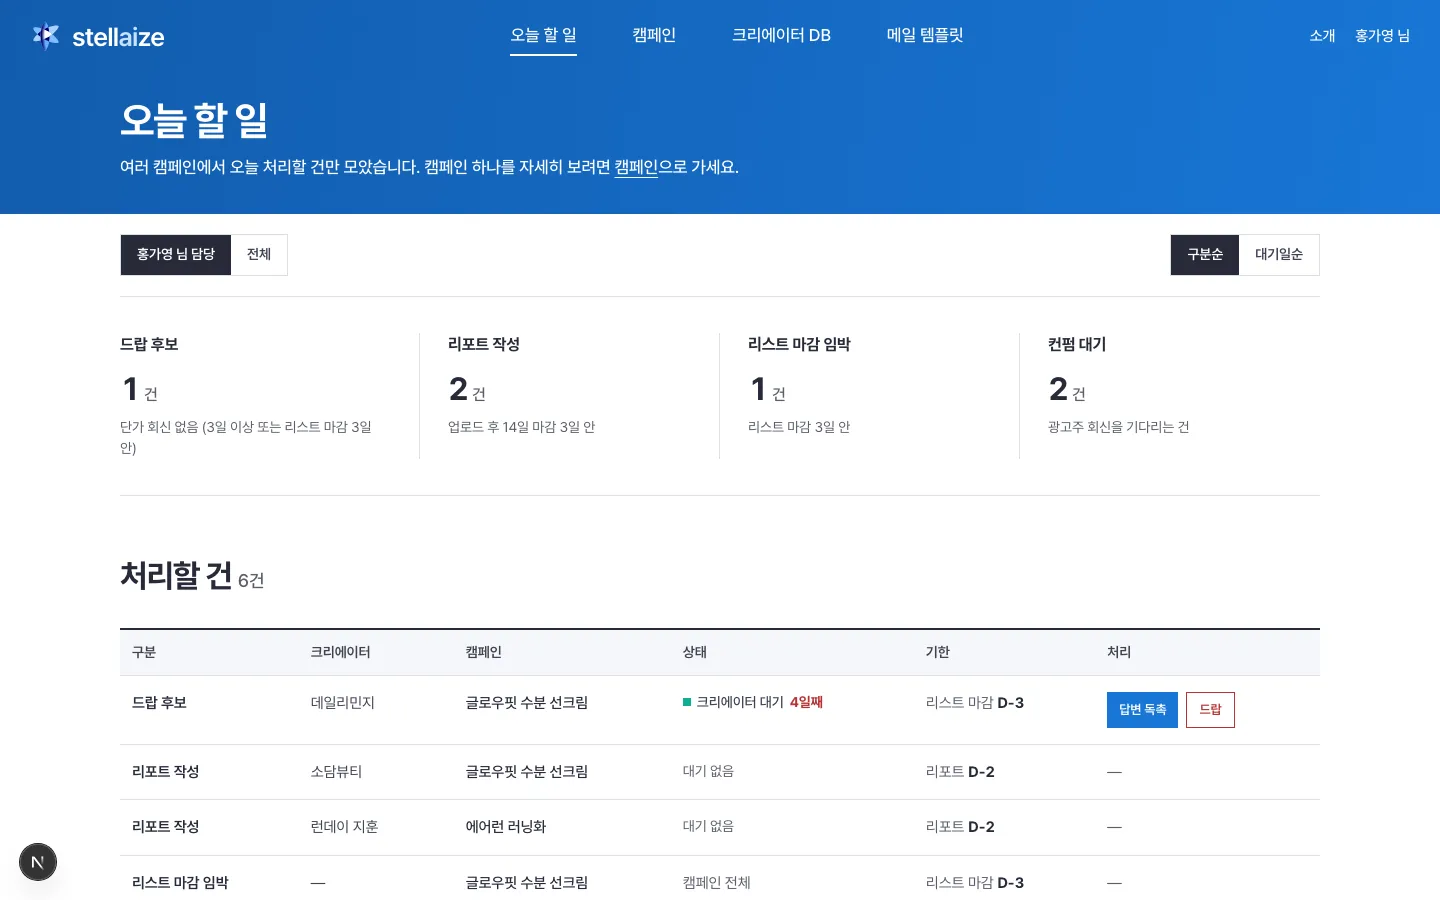 stellaize
오늘 할 일
캠페인
크리에이터 DB
메일 템플릿
소개
홍가영 님
오늘 할 일
여러 캠페인에서 오늘 처리할 건만 모았습니다. 캠페인 하나를 자세히 보려면 캠페인으로 가세요.
홍가영 님 담당
전체
구분순
대기일순
드랍 후보
1 건
단가 회신 없음 (3일 이상 또는 리스트 마감 3일
안)
리포트 작성
2 건
업로드 후 14일 마감 3일 안
리스트 마감 임박
1 건
리스트 마감 3일 안
컨펌 대기
2 건
광고주 회신을 기다리는 건
처리할 건 6건
구분 크리에이터 캠페인 상태 기한 처리
드랍 후보 데일리민지 글로우핏 수분 선크림 크리에이터 대기 4일째 리스트 마감 D-3 답변 독촉 드랍
리포트 작성 소담뷰티 글로우핏 수분 선크림 대기 없음 리포트 D-2 —
리포트 작성 런데이 지훈 에어런 러닝화 대기 없음 리포트 D-2 —
리스트 마감 임박 — 글로우핏 수분 선크림 캠페인 전체 리스트 마감 D-3 —
N